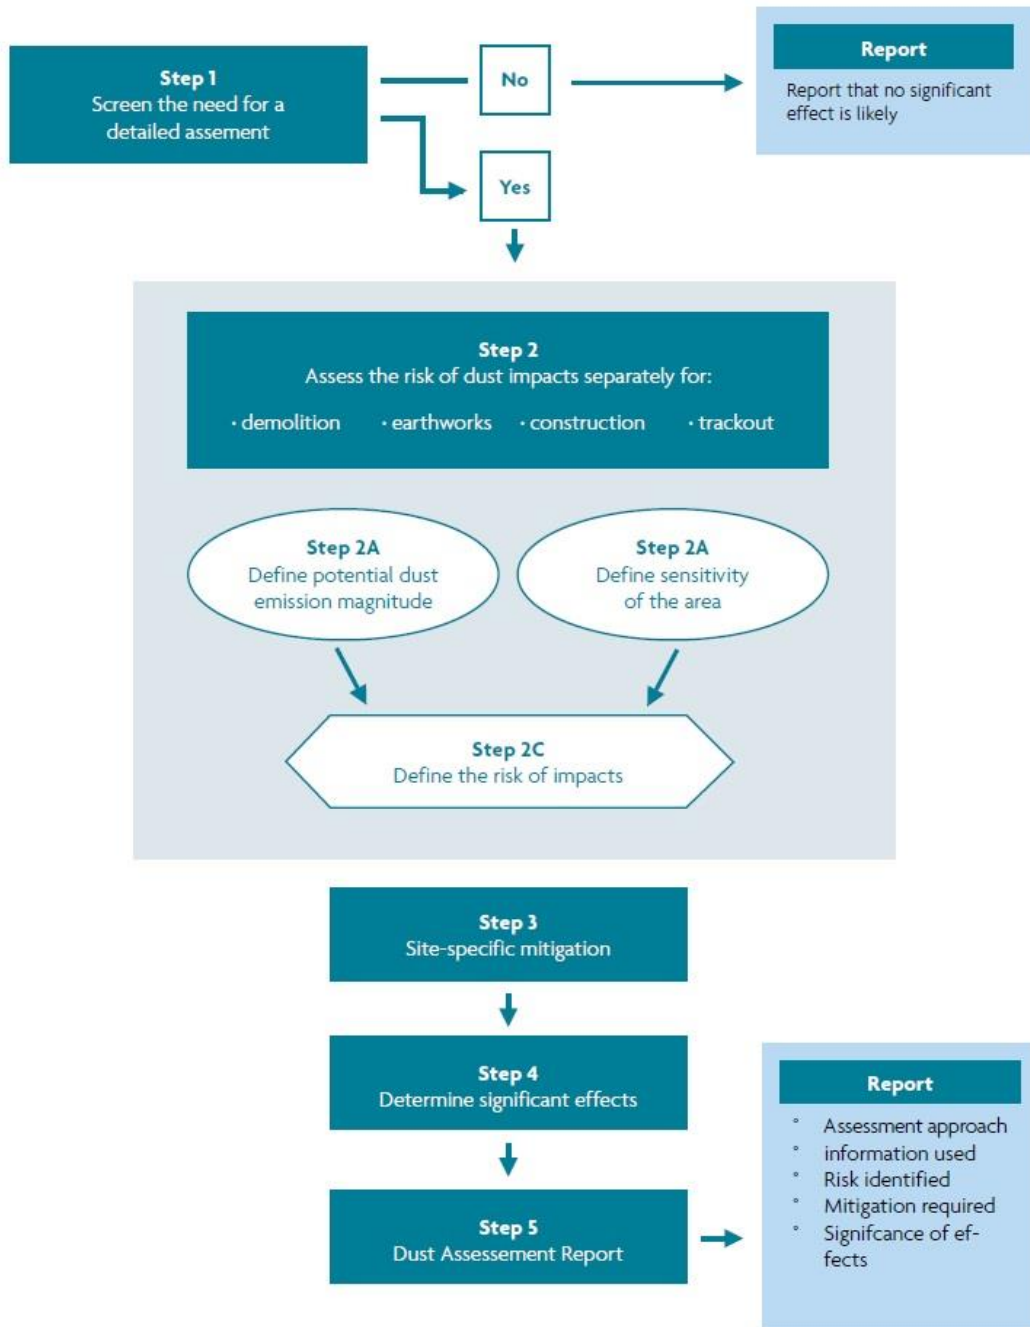 Step 1
Screen the need for a
detailed assement
No
Report
Report that no significant
effect is likely
Yes
Step 2
Assess the risk of dust impacts separately for:
· demolition · earthworks · construction · trackout
Step 2A
Define potential dust
emission magnitude
Step 2A
Define sensitivity
of the area
Step 2C
Define the risk of impacts
Step 3
Site-specific mitigation
Step 4
Determine significant effects
Step 5
Dust Assessement Report
Report
° Assessment approach
° information used
° Risk identified
° Mitigation required
° Signifcance of ef-
fects